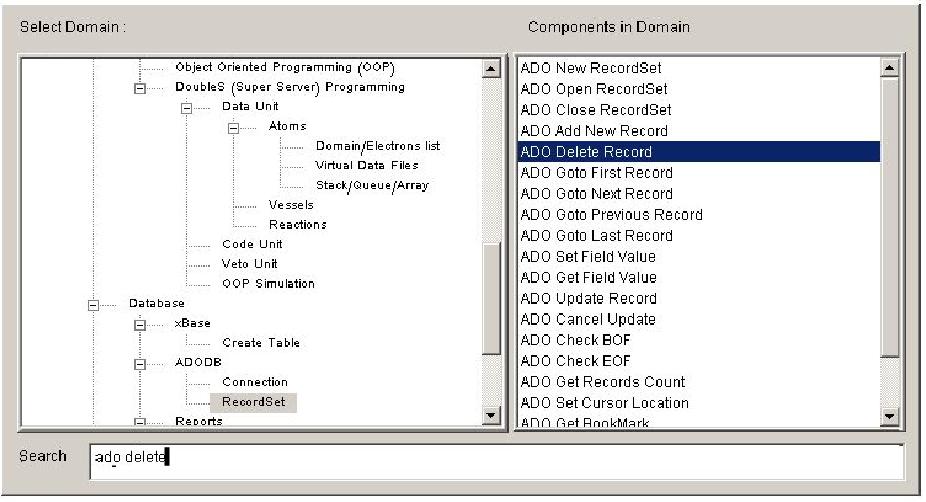 Select Domain :
Components in Domain
Object Oriented Programming (OOP)
DoubleS (Super Server) Programming
Data Unit
Atoms
Domain/Electrons list
Virtual Data Files
Stack/Queue/Array
Vessels
Reactions
Code Unit
Veto Unit
OOP Simulation
Database
xBase
Create Table
ADODB
Connection
RecordSet
Reports
ADO New RecordSet
ADO Open RecordSet
ADO Close RecordSet
ADO Add New Record
ADO Delete Record
ADO Goto First Record
ADO Goto Next Record
ADO Goto Previous Record
ADO Goto Last Record
ADO Set Field Value
ADO Get Field Value
ADO Update Record
ADO Cancel Update
ADO Check BOF
ADO Check EOF
ADO Get Records Count
ADO Set Cursor Location
ADO Get BookMark
Search
ado delete